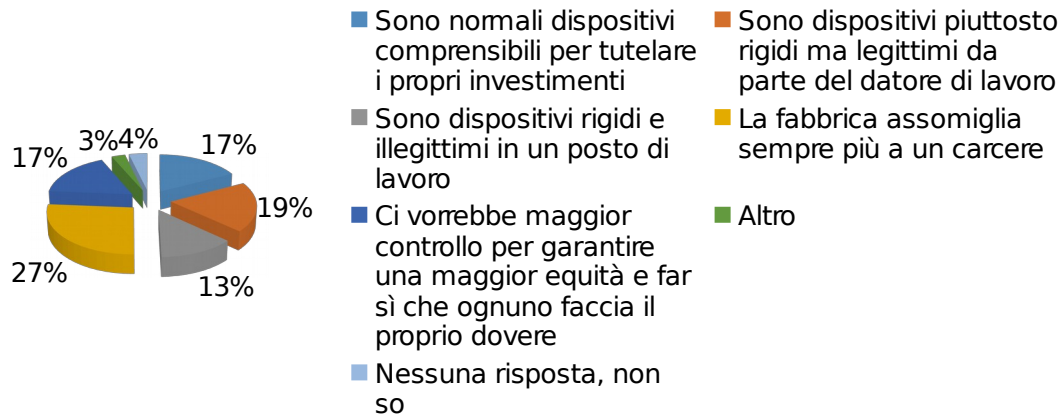 Sono normali dispositivi
comprensibili per tutelare
i propri investimenti
Sono dispositivi piuttosto
rigidi ma legittimi da
parte del datore di lavoro
Sono dispositivi rigidi e
illegittimi in un posto di
lavoro
La fabbrica assomiglia
sempre più a un carcere
Ci vorrebbe maggior
controllo per garantire
una maggior equità e far
sì che ognuno faccia il
proprio dovere
Altro
Nessuna risposta, non
so
3%
4%
17%
17%
19%
27%
13%